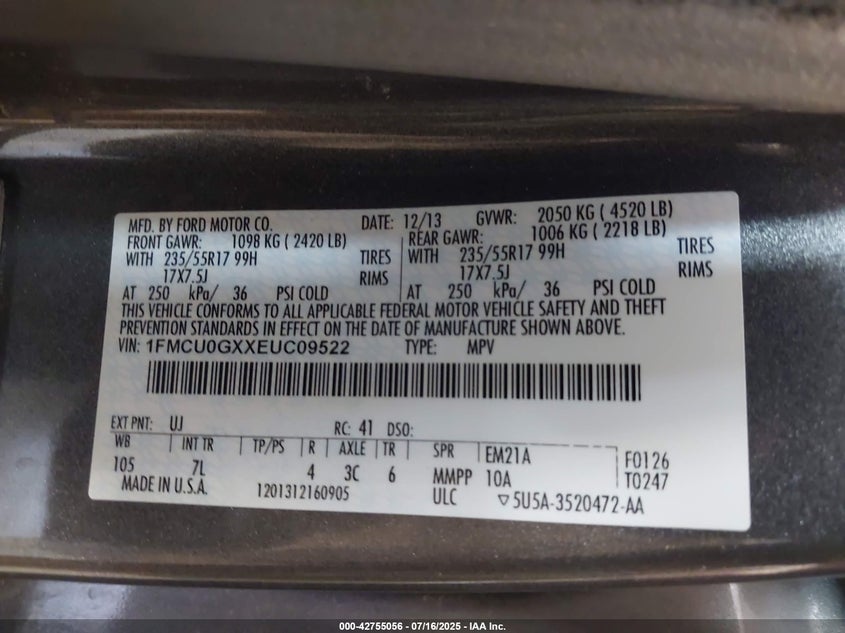 MFD. BY FORD MOTOR CO. DATE: 12/13 GVWR: 2050 KG ( 4520 LB)
FRONT GAWR: 1098 KG ( 2420 LB) REAR GAWR: 1006 KG ( 2218 LB)
WITH 235/55R17 99H TIRES WITH 235/55R17 99H TIRES
17X7.5J RIMS 17X7.5J RIMS
AT 250 kPa/ 36 PSI COLD AT 250 kPa/ 36 PSI COLD
THIS VEHICLE CONFORMS TO ALL APPLICABLE FEDERAL MOTOR VEHICLE SAFETY AND THEFT
PREVENTION STANDARDS IN EFFECT ON THE DATE OF MANUFACTURE SHOWN ABOVE.
VIN: 1FMCU0GXXEUC09522 TYPE: MPV
EXT PNT: UJ RC: 41 DSO:
WB INT TR TP/PS R AXLE TR SPR EM21A F0126
105 7L 4 3C 6 MMPP 10A T0247
MADE IN U.S.A. 1201312160905 ULC ▽5U5A-3520472-AA
000-42755056 - 07/16/2025 - IAA Inc.